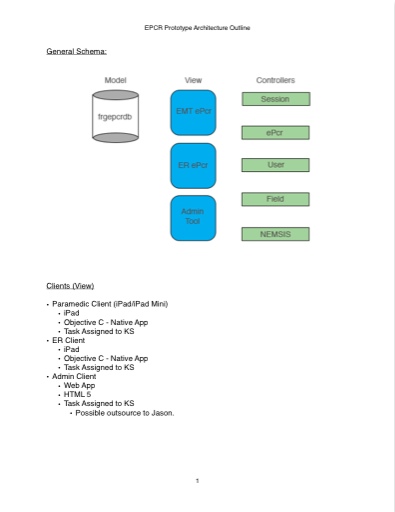 EPCR Prototype Architecture Outline
General Schema:
Model View Controllers
frgepcrdb
EMT ePcr
ER ePcr
Admin
Tool
Session
ePcr
User
Field
NEMSIS
Clients (View)
• Paramedic Client (iPad/iPad Mini)
• iPad
• Objective C - Native App
• Task Assigned to KS
• ER Client
• iPad
• Objective C - Native App
• Task Assigned to KS
• Admin Client
• Web App
• HTML 5
• Task Assigned to KS
• Possible outsource to Jason.
1